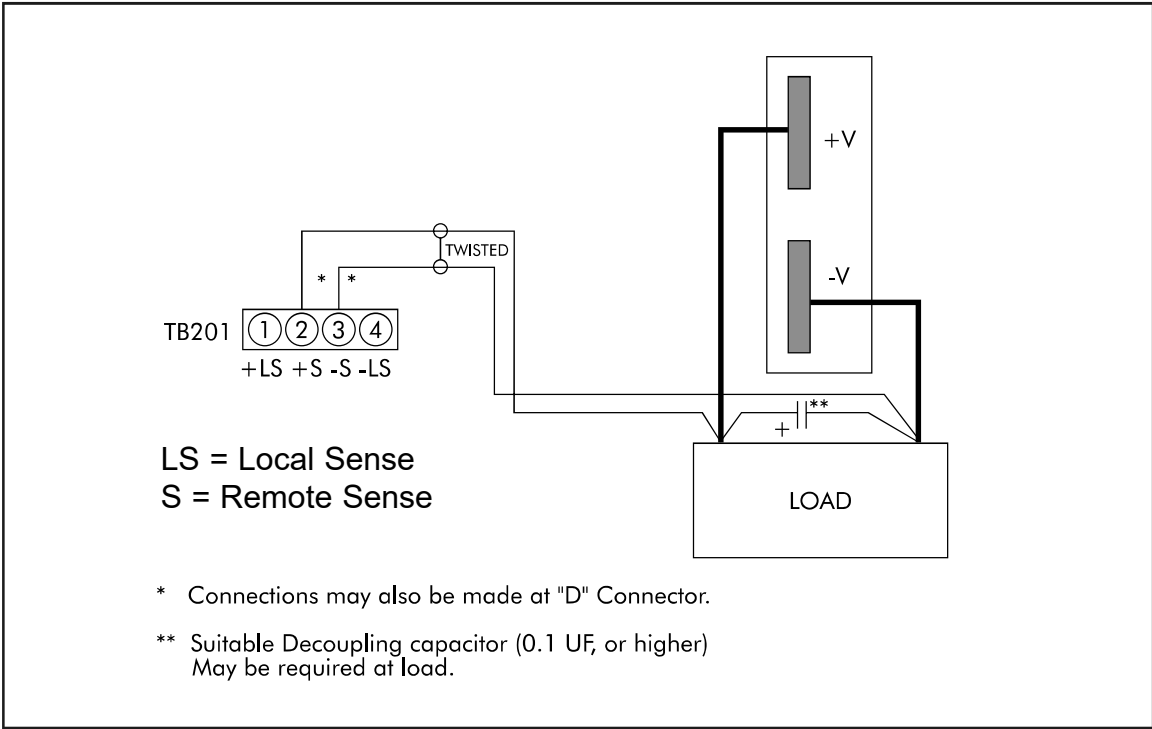 +V
TWISTED
* *
-V
TB201 1 2 3 4
+LS +S -S -LS
**
+
LS = Local Sense
S = Remote Sense
LOAD
* Connections may also be made at "D" Connector.
** Suitable Decoupling capacitor (0.1 UF, or higher)
May be required at load.